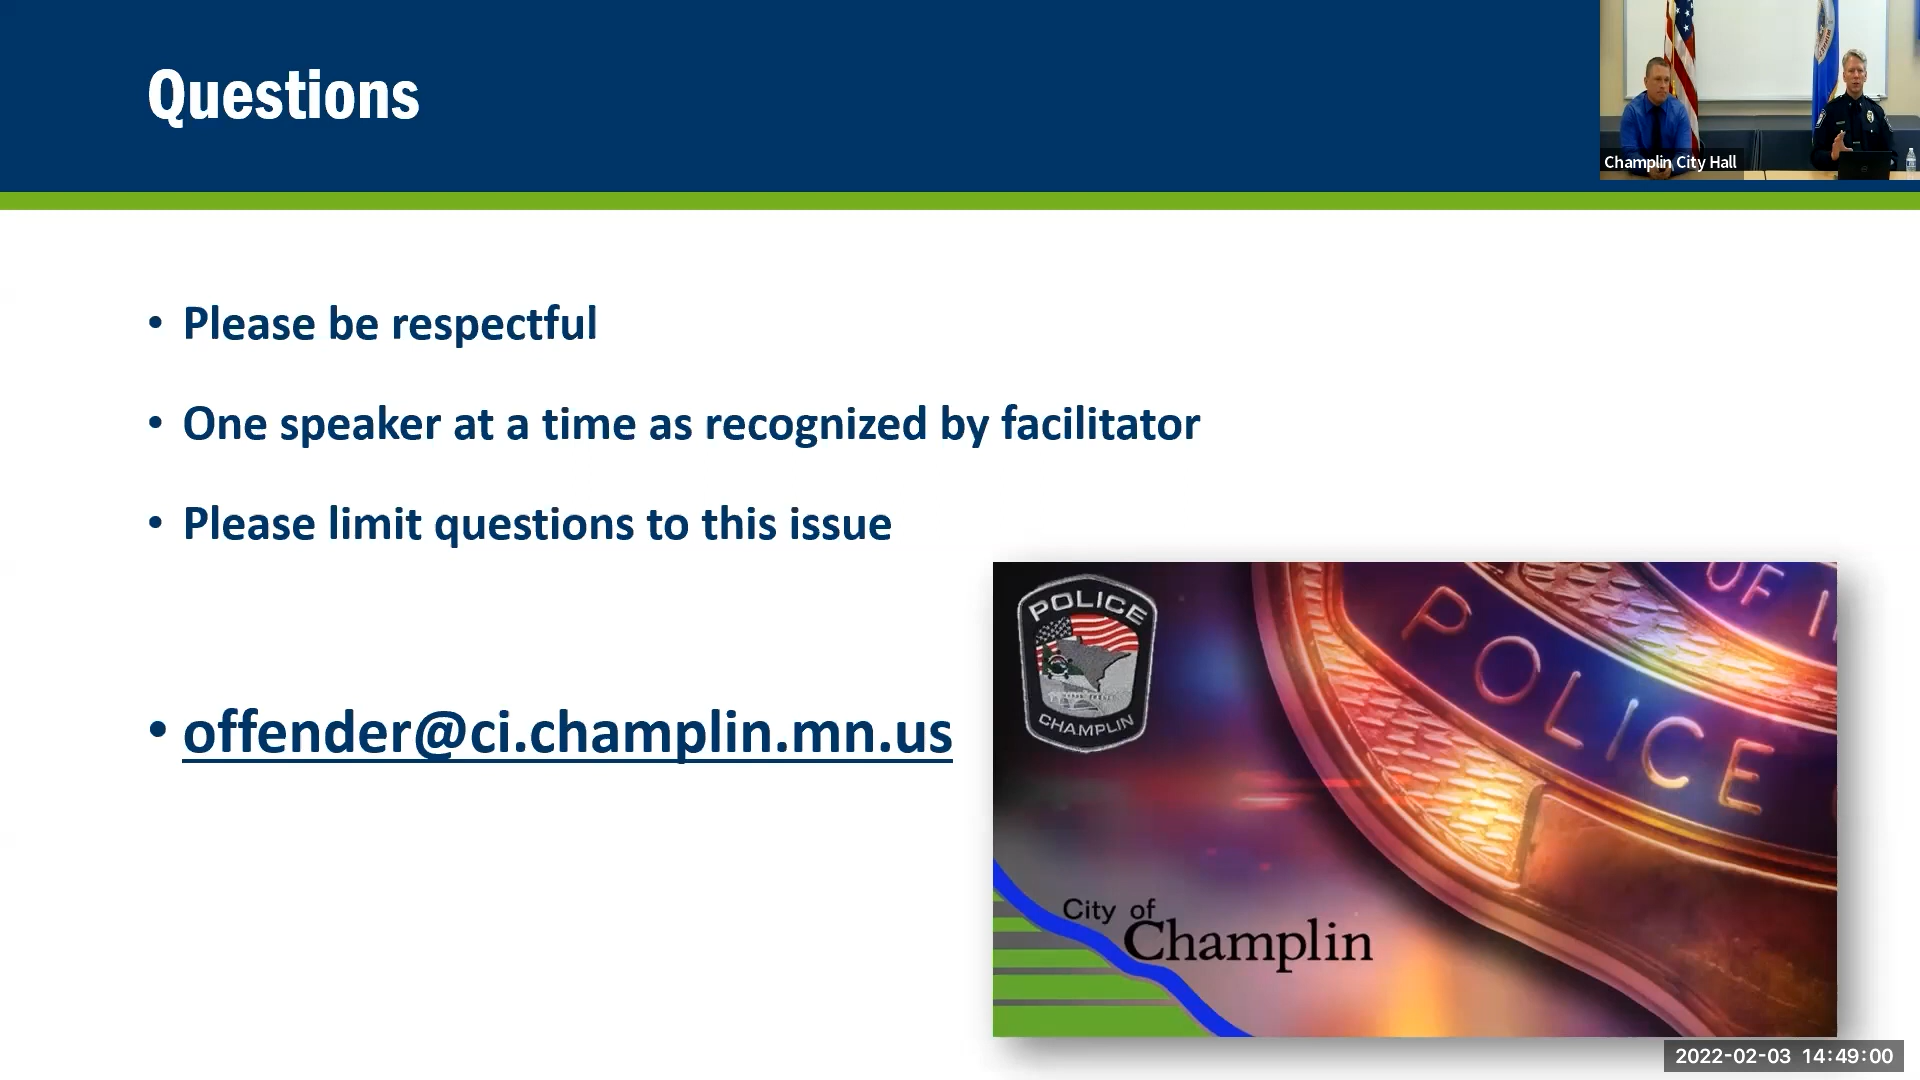 Questions
Champlin City Hall
• Please be respectful
• One speaker at a time as recognized by facilitator
• Please limit questions to this issue
• offender@ci.champlin.mn.us
POLICE
CHAMPLIN
OF
POLICE
City of
Champlin
2022-02-03 14:49:00